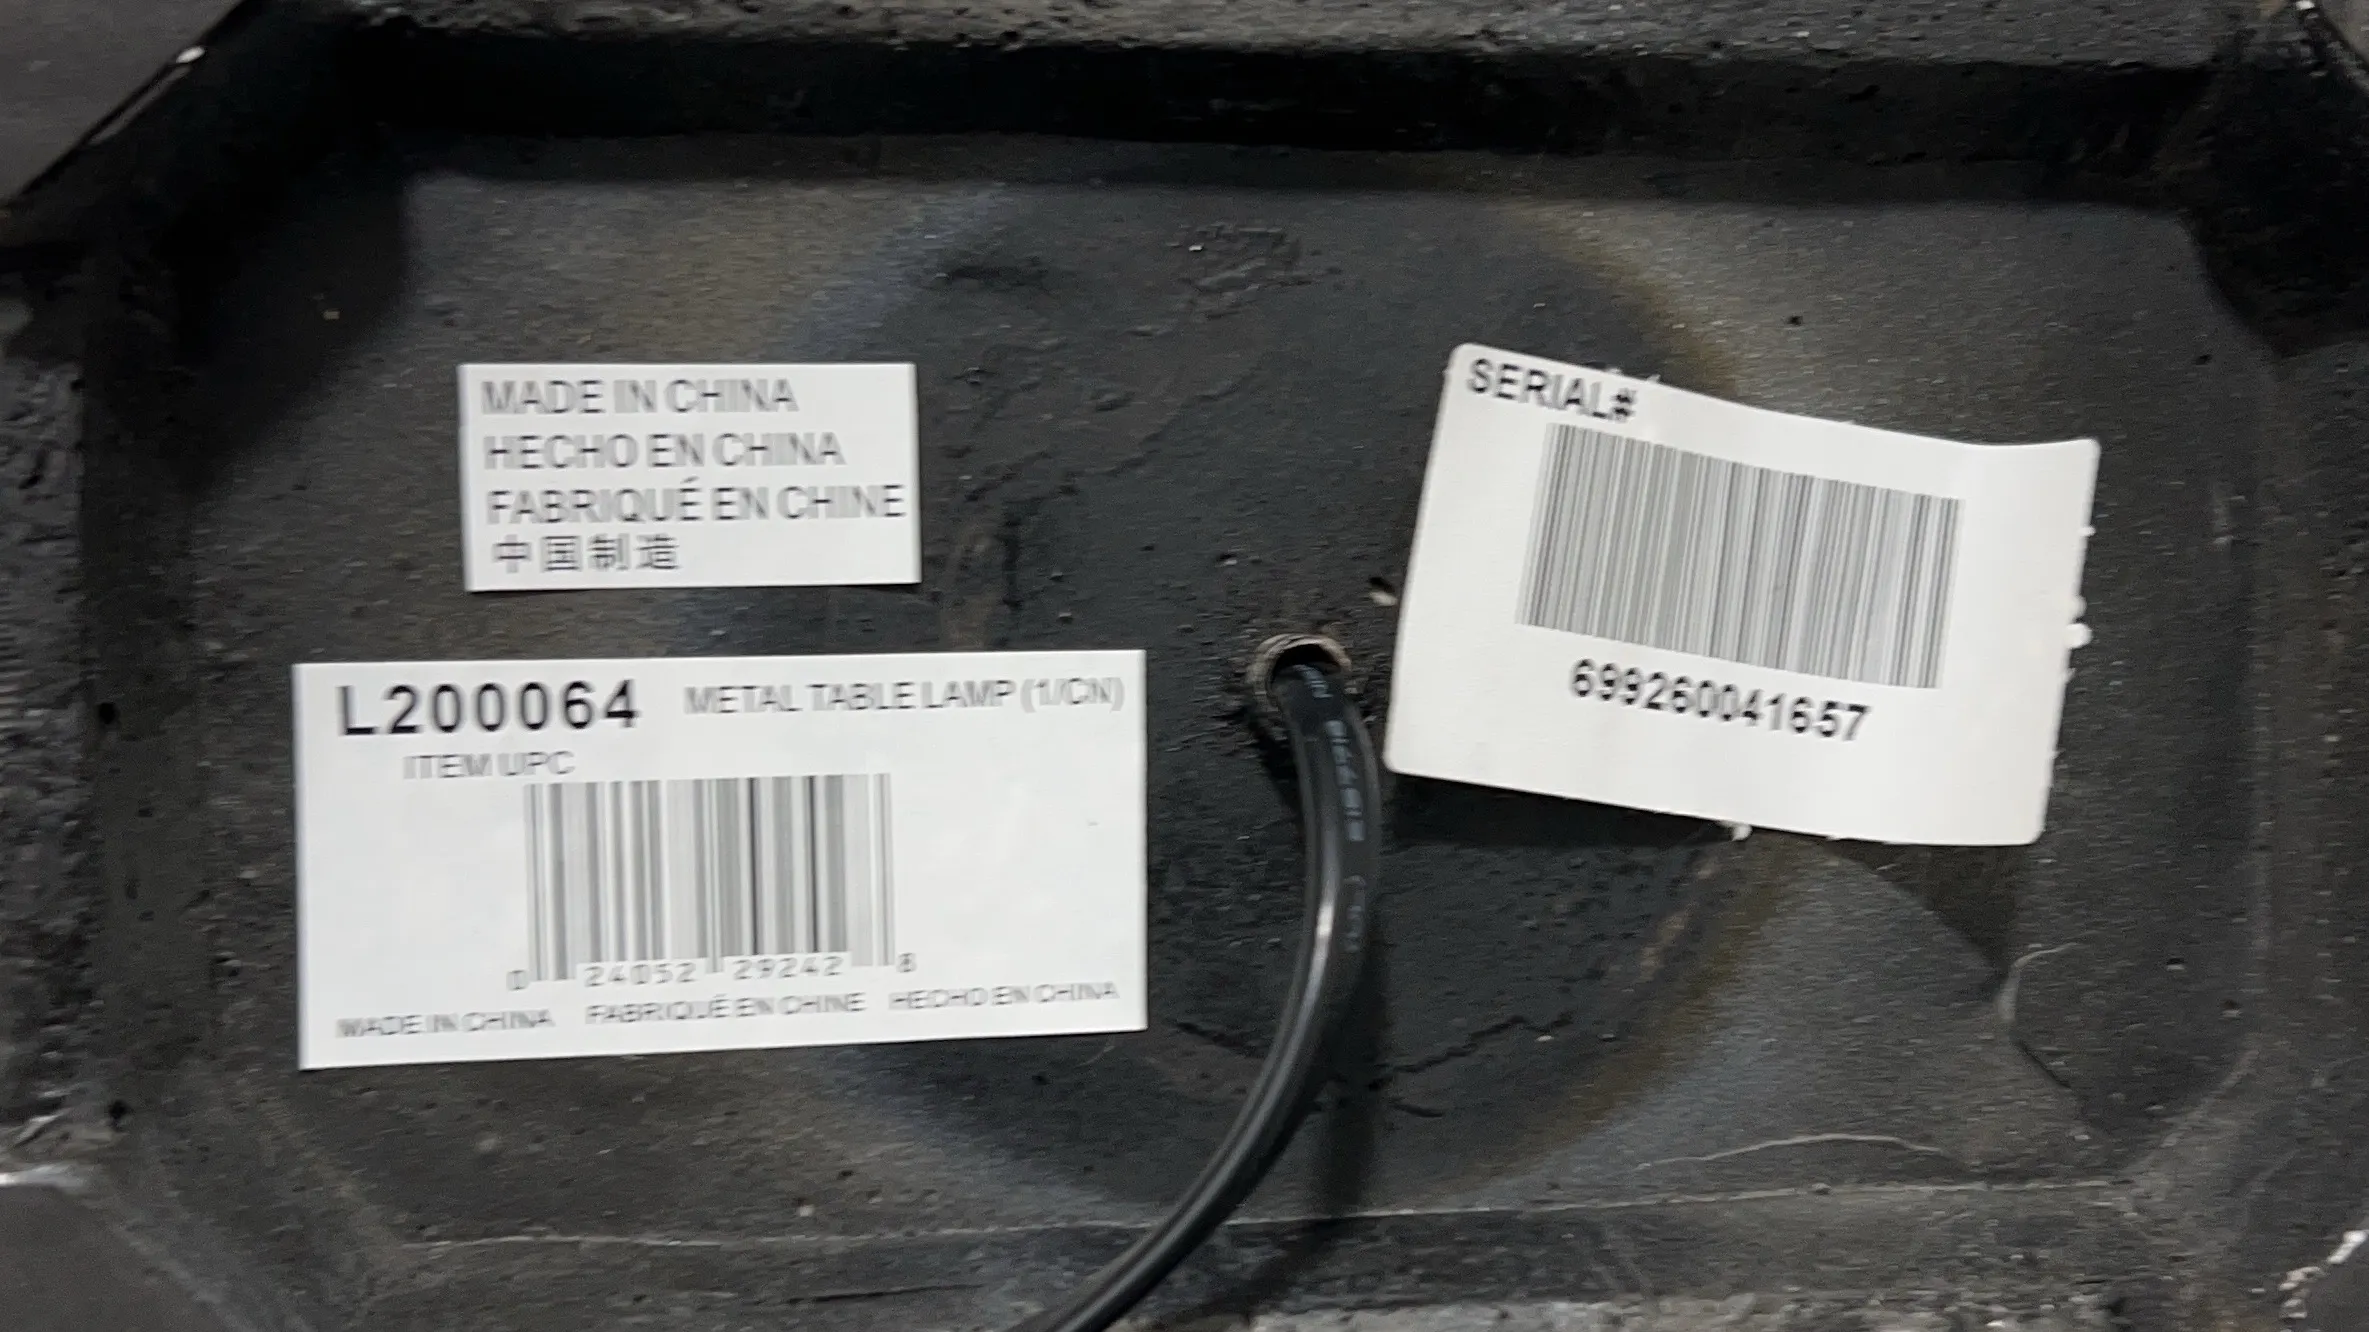 MADE IN CHINA
HECHO EN CHINA
FABRIQUÉ EN CHINE
中国制造
SERIAL#
699260041657
L200064 METAL TABLE LAMP (1/CN)
ITEM UPC
0 24052 29242 8
MADE IN CHINA FABRIQUÉ EN CHINE HECHO EN CHINA